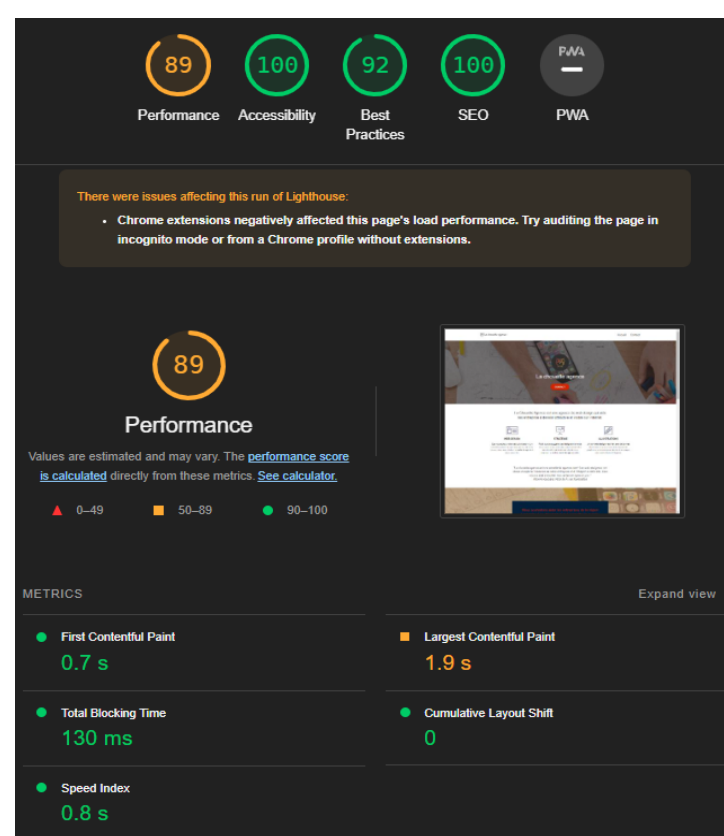 89
100
92
100
PWA
Performance
Accessibility
Best
Practices
SEO
PWA
There were issues affecting this run of Lighthouse:
• Chrome extensions negatively affected this page's load performance. Try auditing the page in
incognito mode or from a Chrome profile without extensions.
89
Performance
Values are estimated and may vary. The performance score
is calculated directly from these metrics. See calculator.
0–49
50–89
90–100
La chouette agence
METRICS
Expand view
First Contentful Paint
0.7 s
Largest Contentful Paint
1.9 s
Total Blocking Time
130 ms
Cumulative Layout Shift
0
Speed Index
0.8 s